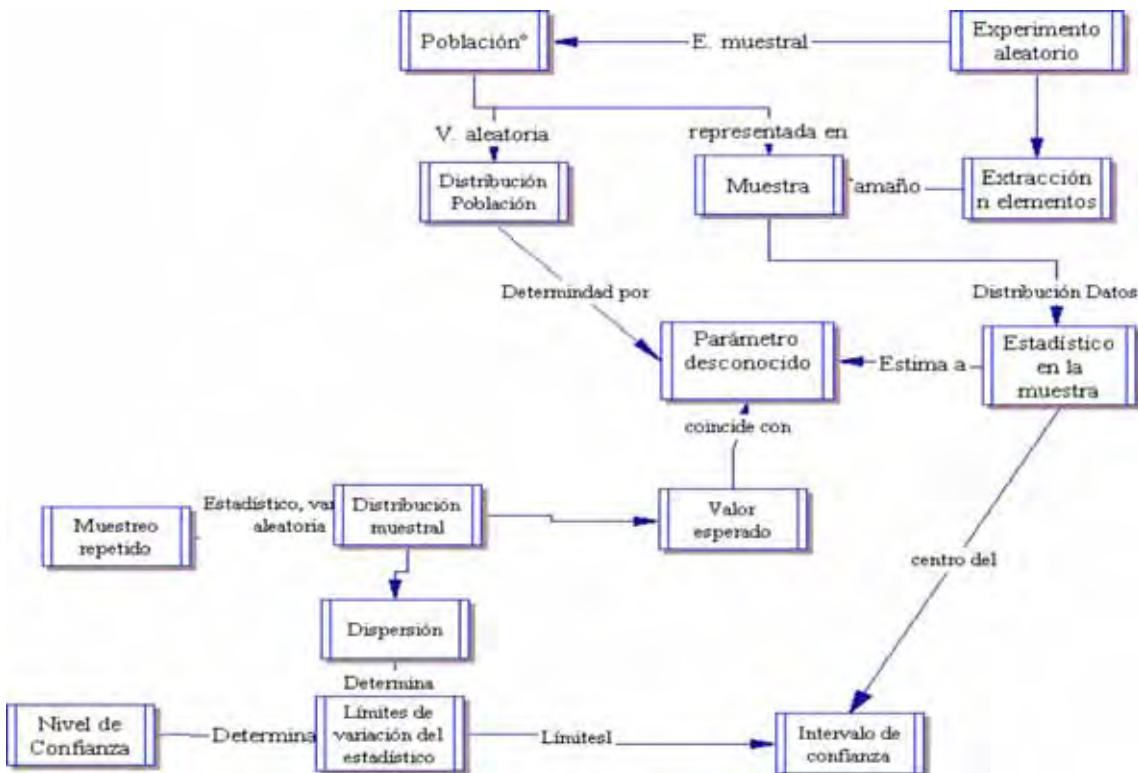 Población°
E. muestral
Experimento
aleatorio
V. aleatoria
representada en
Distribución
Población
Muestra
amaño
Extracción
n elementos
Determindad por
Distribución Datos
Parámetro
desconocido
Estima a
Estadístico
en la
muestra
coincide con
Muestreo
repetido
Estadístico, var
aleatoria
Distribución
muestral
Valor
esperado
centro del
Dispersión
Determina
Nivel de
Confianza
Determina
Límites de
variación del
estadístico
Límitesl
Intervalo de
confianza